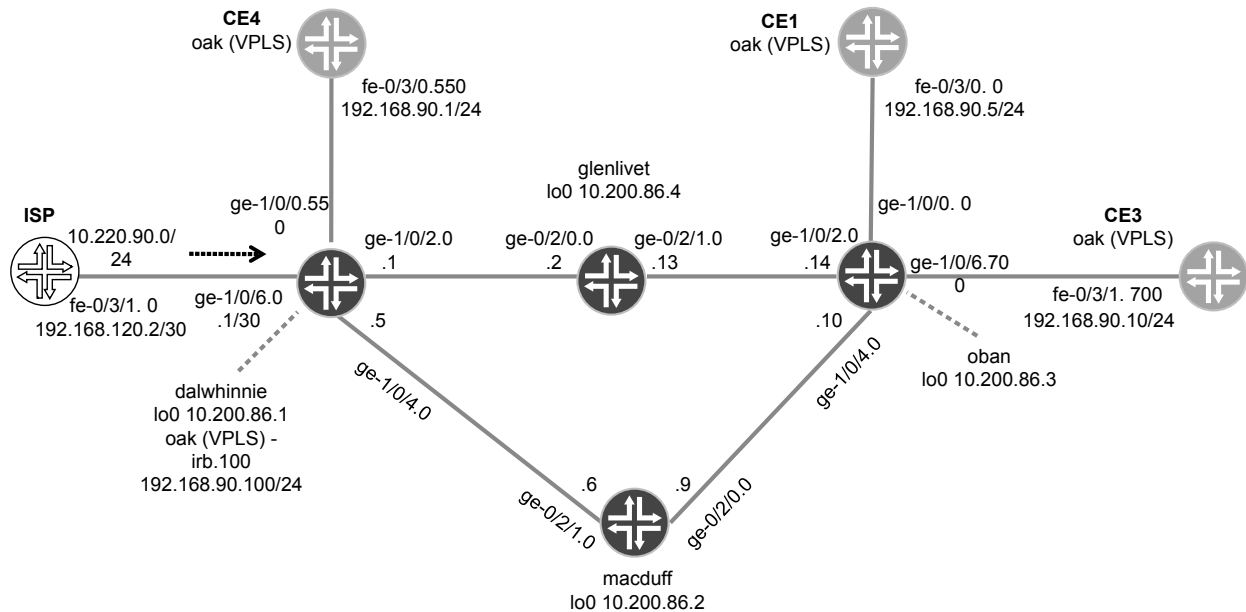 CE4
oak (VPLS)
fe-0/3/0.550
192.168.90.1/24
CE1
oak (VPLS)
fe-0/3/0. 0
192.168.90.5/24
glenlivet
lo0 10.200.86.4
ISP
10.220.90.0/
24
fe-0/3/1. 0
192.168.120.2/30
ge-1/0/0.55
0
ge-1/0/6.0
.1/30
ge-1/0/2.0
.1
ge-0/2/0.0
.2
ge-0/2/1.0
.13
ge-1/0/2.0
.14
ge-1/0/0. 0
ge-1/0/6.70
0
CE3
oak (VPLS)
fe-0/3/1. 700
192.168.90.10/24
.5
ge-1/0/4.0
.10
ge-1/0/4.0
oban
lo0 10.200.86.3
dalwhinnie
lo0 10.200.86.1
oak (VPLS) -
irb.100
192.168.90.100/24
.6
ge-0/2/1.0
.9
ge-0/2/0.0
macduff
lo0 10.200.86.2